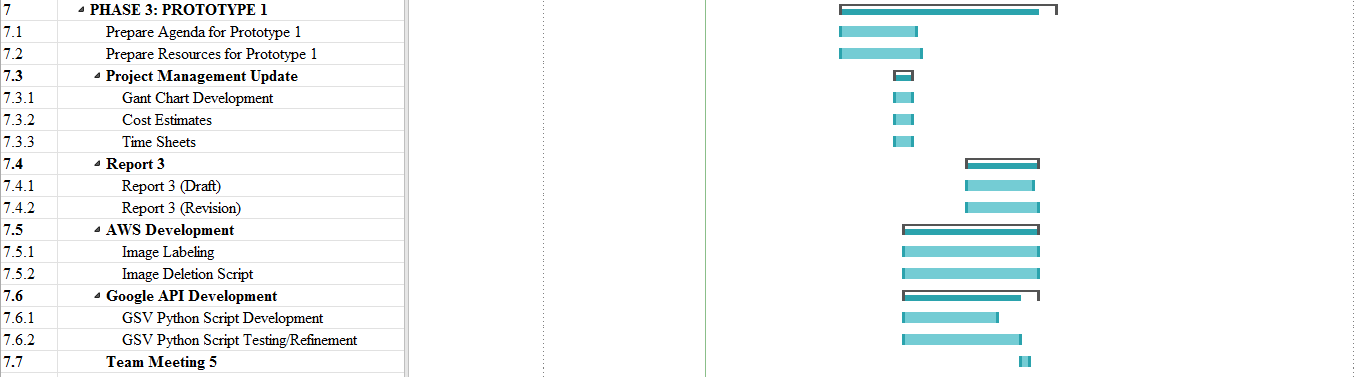 7 PHASE 3: PROTOTYPE 1
7.1 Prepare Agenda for Prototype 1
7.2 Prepare Resources for Prototype 1
7.3 Project Management Update
7.3.1 Gant Chart Development
7.3.2 Cost Estimates
7.3.3 Time Sheets
7.4 Report 3
7.4.1 Report 3 (Draft)
7.4.2 Report 3 (Revision)
7.5 AWS Development
7.5.1 Image Labeling
7.5.2 Image Deletion Script
7.6 Google API Development
7.6.1 GSV Python Script Development
7.6.2 GSV Python Script Testing/Refinement
7.7 Team Meeting 5